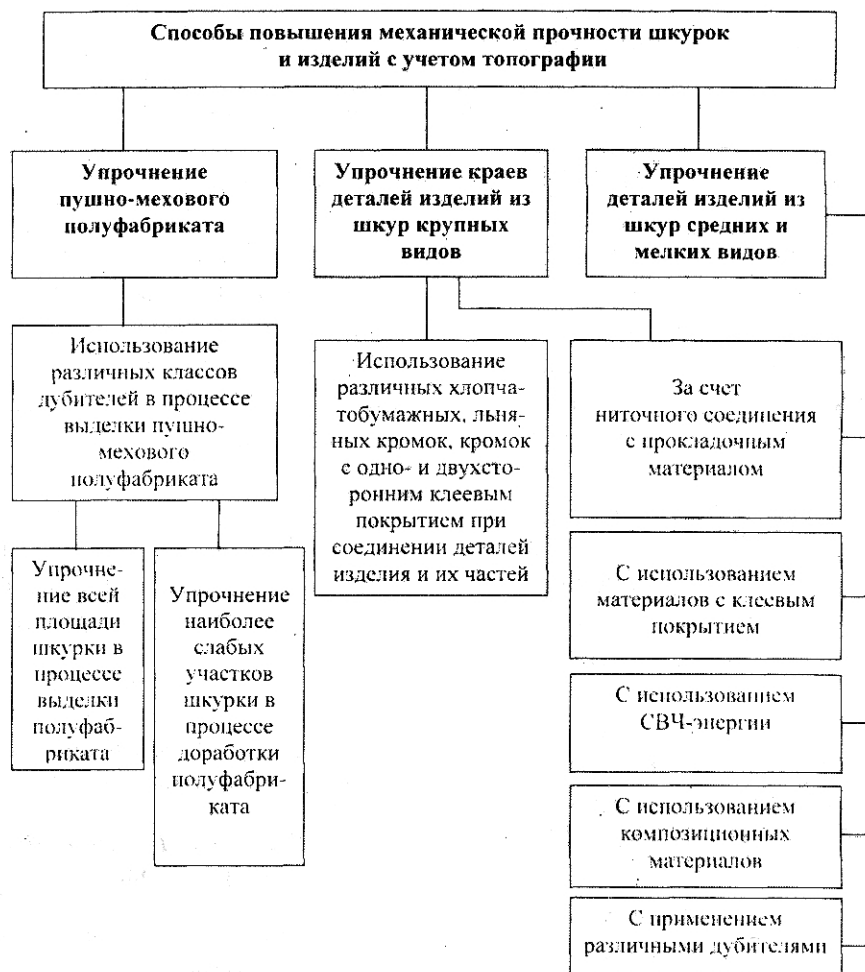 Способы повышения механической прочности шкурок
и изделий с учетом топографии
Упрочнение
пушно-мехового
полуфабриката
Упрочнение краев
деталей изделий из
шкур крупных
видов
Упрочнение
деталей изделий из
шкур средних и
мелких видов
Использование
различных классов
дубителей в процессе
выделки пушно-
мехового
полуфабриката
Использование
различных хлопча-
тобумажных, льня-
ных кромок, кромок
с одно- и двухсто-
ронним клеевым
покрытием при
соединении деталей
изделия и их частей
За счет
ниточного соединения
с прокладочным
материалом
Упрочне-
ние всей
площади
шкурки в
процессе
выделки
полуфаб-
риката
Упрочнение
наиболее
слабых
участков
шкурки в
процессе
доработки
полуфабри-
ката
С использованием
материалов с клеевым
покрытием
С использованием
СВЧ-энергии
С использованием
композиционных
материалов
С применением
различными дубителями